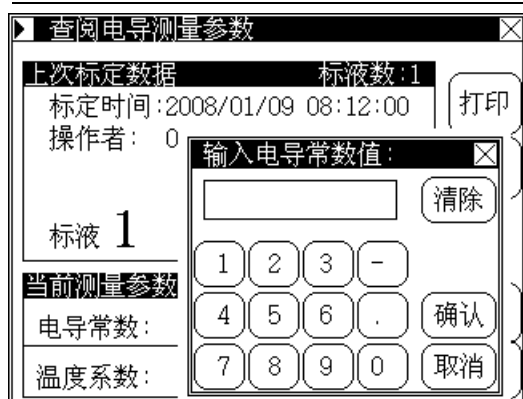 查阅电导测量参数
上次标定数据 标液数:1
标定时间:2008/01/09 08:12:00
操作者: 0
标液 1
打印
当前测量参数
电导常数:
温度系数:
输入电导常数值:
清除
1 2 3 -
4 5 6 .
确认
7 8 9 0
取消